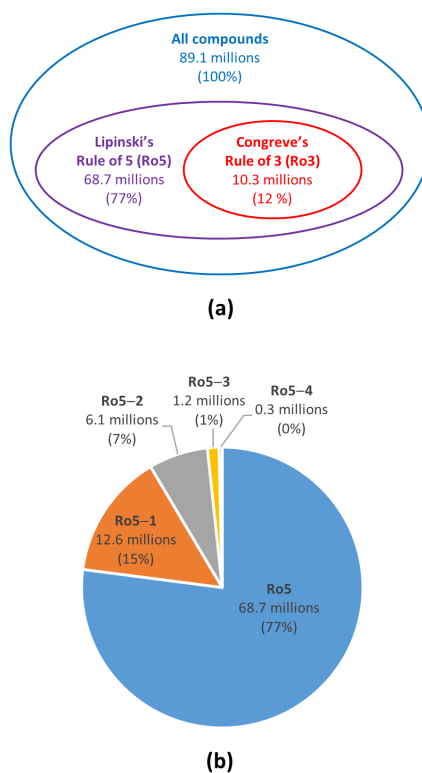 All compounds
89.1 millions
(100%)
Lipinski's
Rule of 5 (Ro5)
68.7 millions
(77%)
Congreve's
Rule of 3 (Ro3)
10.3 millions
(12 %)
(a)
Ro5–3
1.2 millions
(1%)
Ro5–2
6.1 millions
(7%)
Ro5–4
0.3 millions
(0%)
Ro5–1
12.6 millions
(15%)
Ro5
68.7 millions
(77%)
(b)